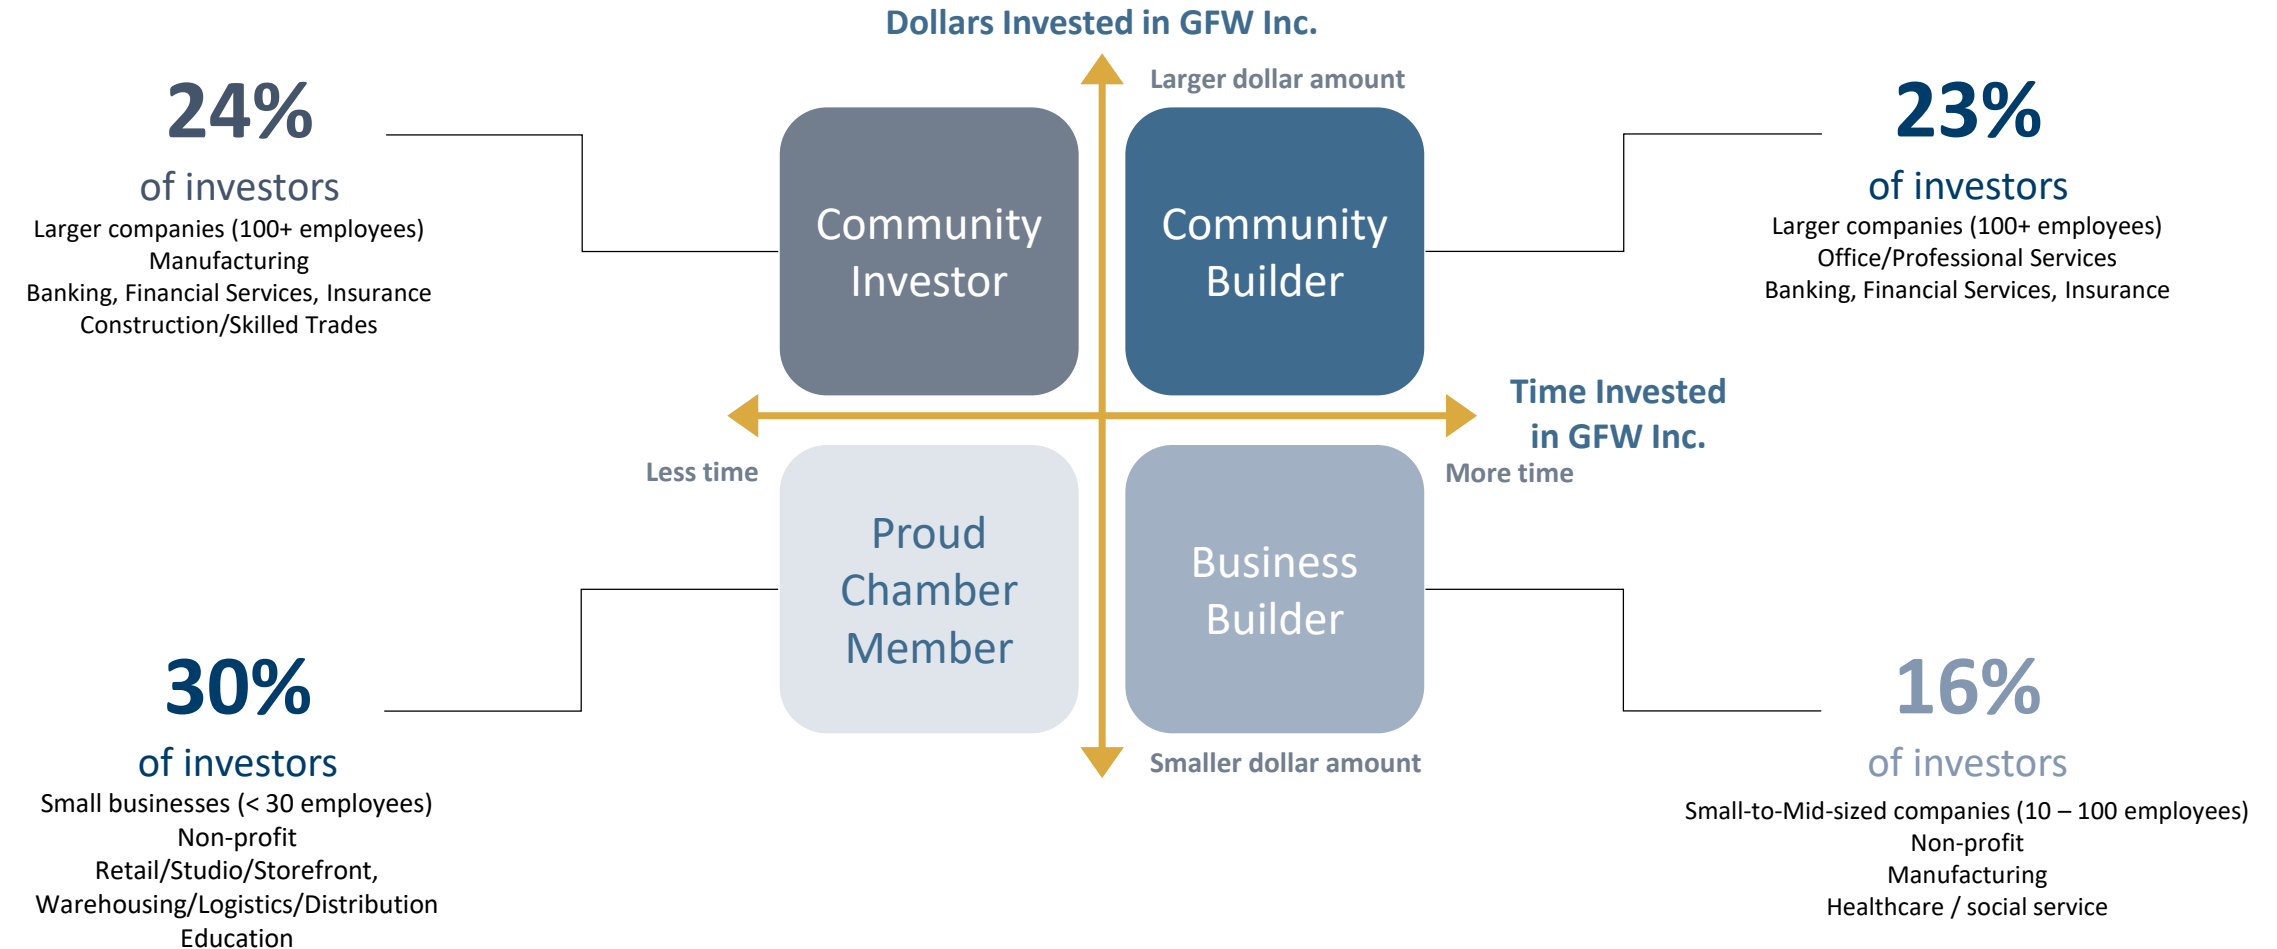 Dollars Invested in GFW Inc.
Larger dollar amount
24%
of investors
Larger companies (100+ employees)
Manufacturing
Banking, Financial Services, Insurance
Construction/Skilled Trades
Community
Investor
Community
Builder
23%
of investors
Larger companies (100+ employees)
Office/Professional Services
Banking, Financial Services, Insurance
Time Invested
in GFW Inc.
Less time
More time
30%
of investors
Small businesses (< 30 employees)
Non-profit
Retail/Studio/Storefront,
Warehousing/Logistics/Distribution
Education
Proud
Chamber
Member
Business
Builder
Smaller dollar amount
16%
of investors
Small-to-Mid-sized companies (10 – 100 employees)
Non-profit
Manufacturing
Healthcare / social service